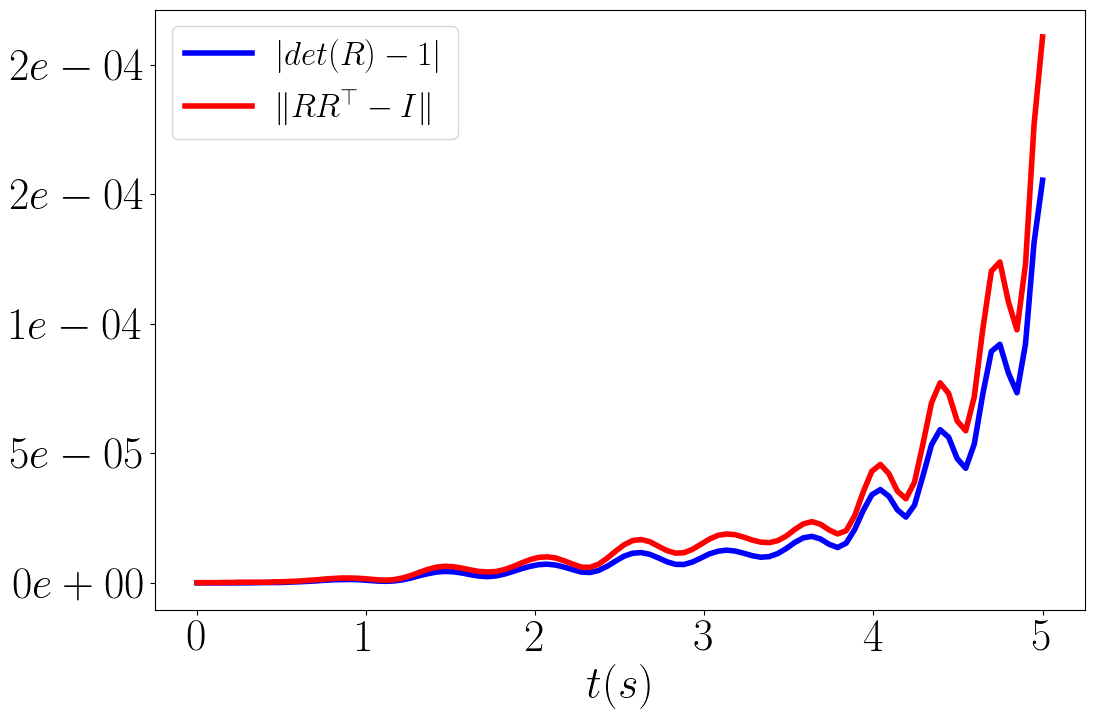 2e − 04
2e − 04
1e − 04
5e − 05
0e + 00
|det(R) − 1|
‖RR⊤ − I‖
0 1 2 3 4 5
t(s)